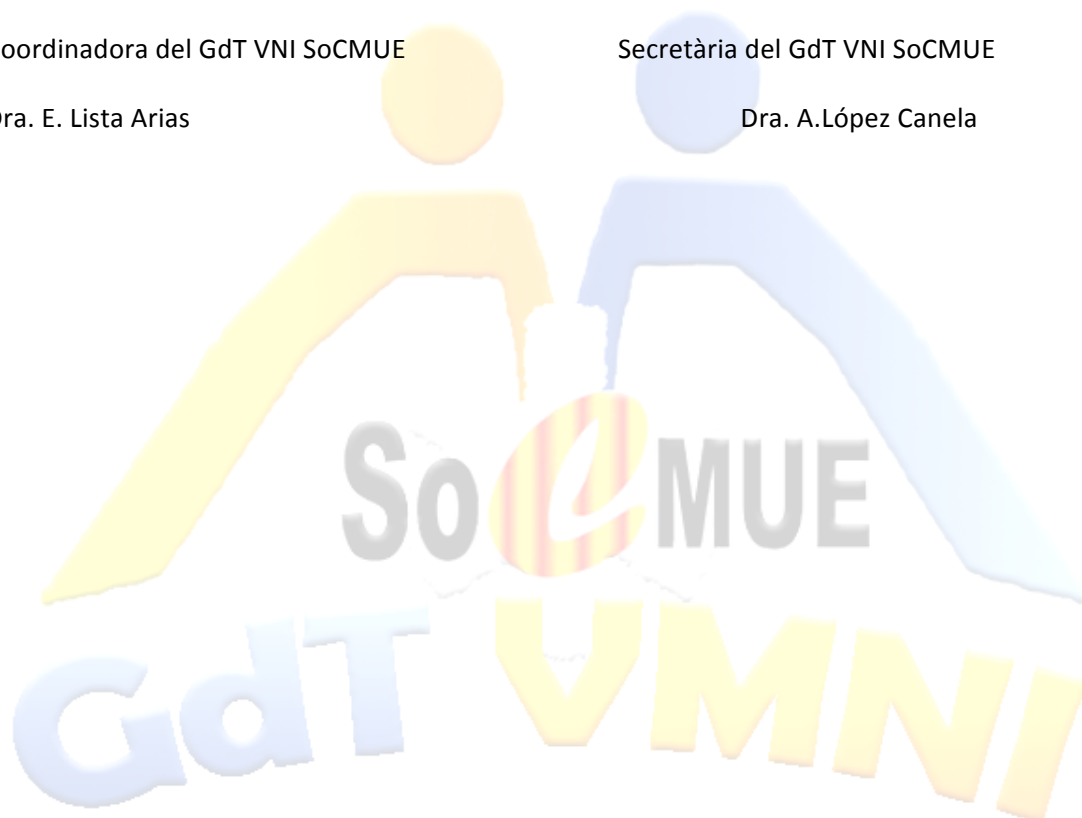 oordinadora del GdT VNI SoCMUE Secretària del GdT VNI SoCMUE
ra. E. Lista Arias Dra. A.López Canela
SoCMUE
GdT VMNI